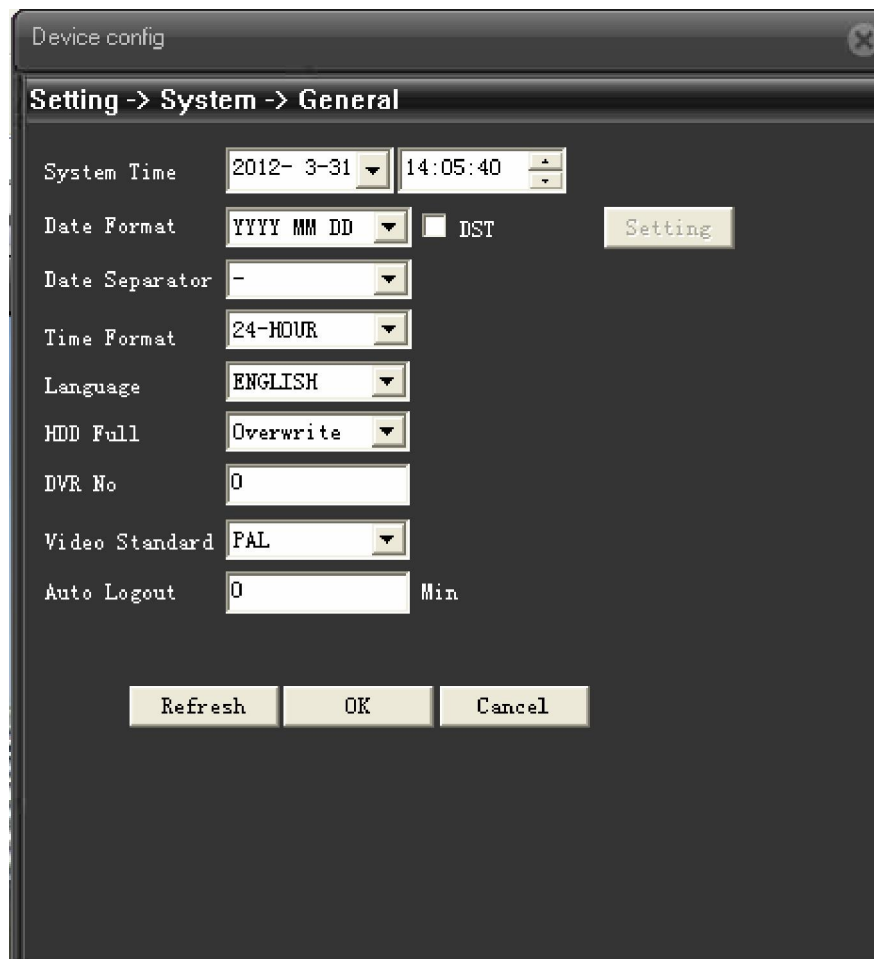 Device config
Setting -> System -> General
System Time 2012- 3-31 14:05:40
Date Format YYYY MM DD DST Setting
Date Separator -
Time Format 24-HOUR
Language ENGLISH
HDD Full Overwrite
DVR No 0
Video Standard PAL
Auto Logout 0 Min
Refresh OK Cancel